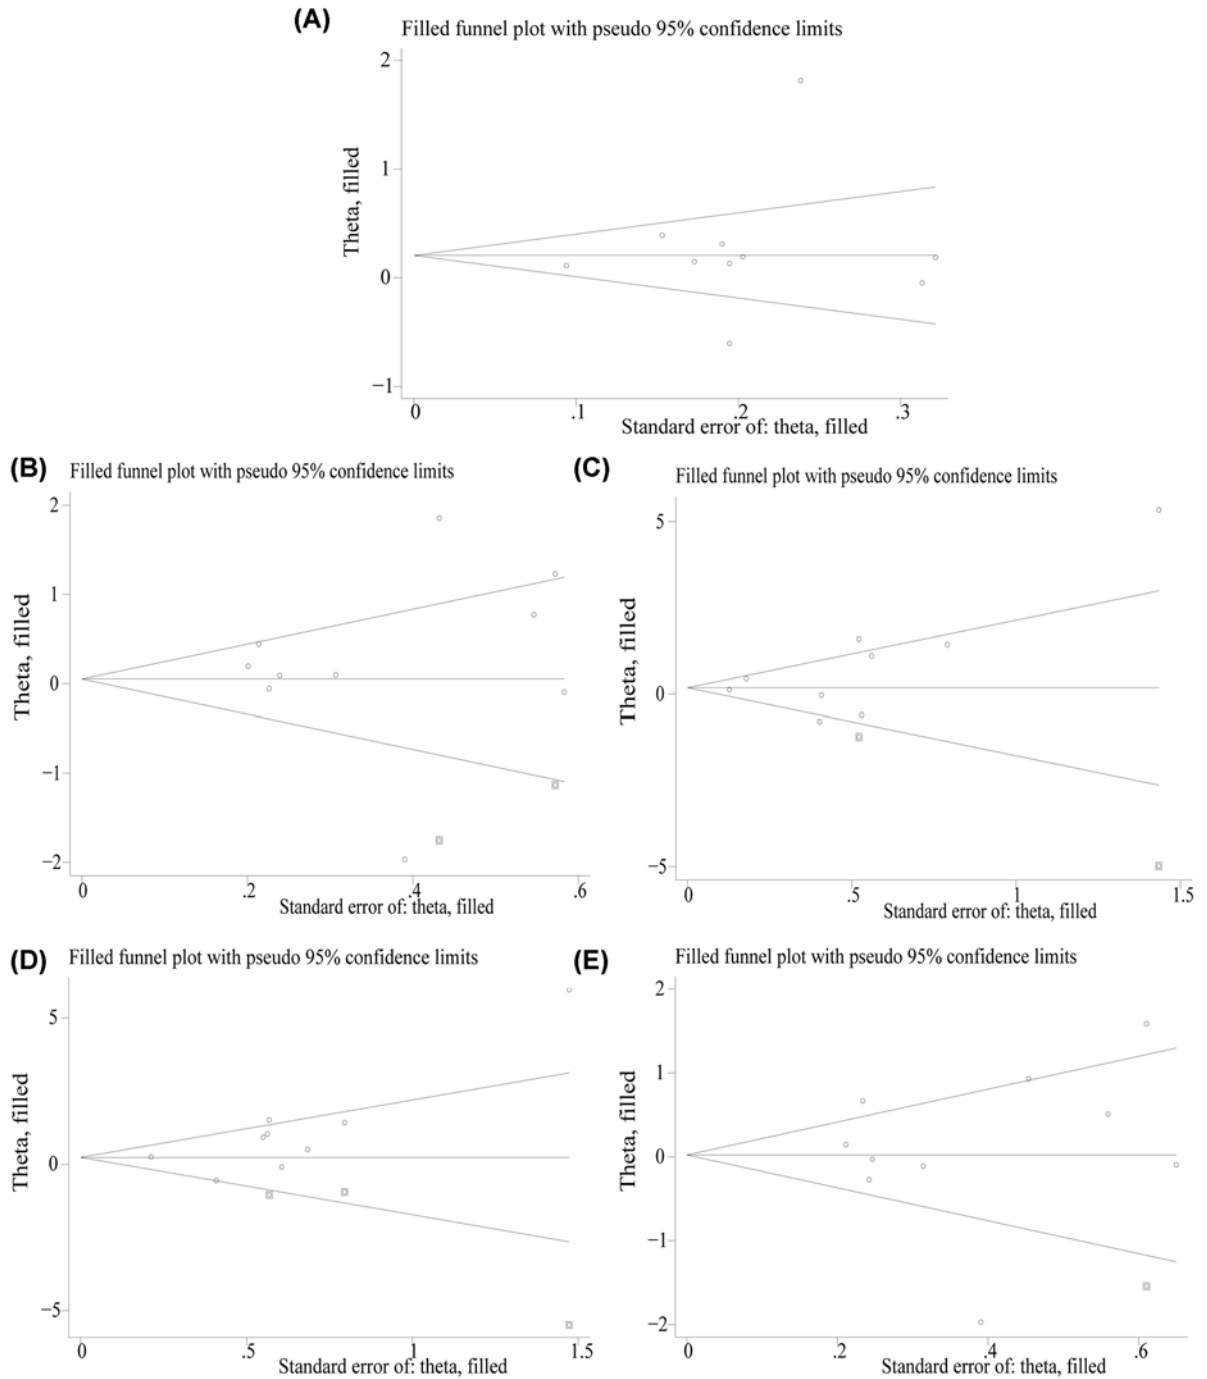 (A)
Filled funnel plot with pseudo 95% confidence limits
Theta, filled
2
1
0
−1
0 .1 .2 .3
Standard error of: theta, filled
(B)
Filled funnel plot with pseudo 95% confidence limits
Theta, filled
2
1
0
−1
−2
0 .2 .4 .6
Standard error of: theta, filled
(C)
Filled funnel plot with pseudo 95% confidence limits
Theta, filled
5
0
−5
0 .5 1 1.5
Standard error of: theta, filled
(D)
Filled funnel plot with pseudo 95% confidence limits
Theta, filled
5
0
−5
0 .5 1 1.5
Standard error of: theta, filled
(E)
Filled funnel plot with pseudo 95% confidence limits
Theta, filled
2
1
0
−1
−2
0 .2 .4 .6
Standard error of: theta, filled